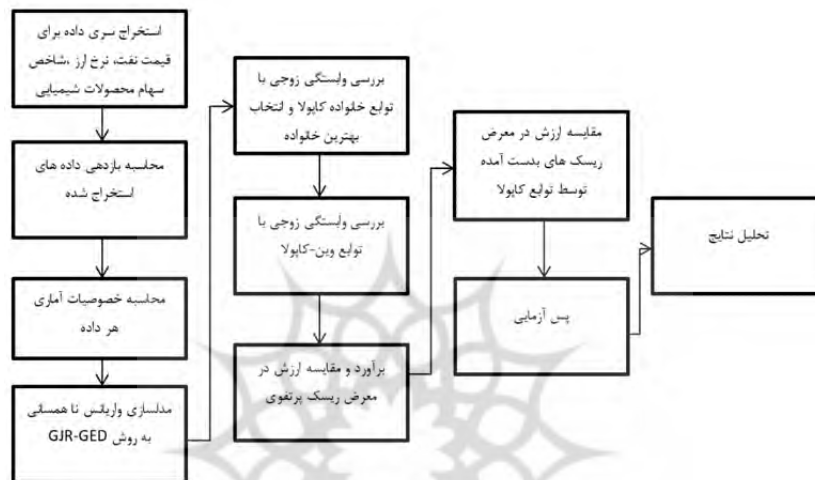 استخراج سری داده برای
قیمت نفت، نرخ ارز ،شاخص
سهام محصولات شیمیایی
محاسبه بازدهی داده های
استخراج شده
محاسبه خصوصیات آماری
هر داده
مدلسازی واریانس نا همسانی
به روش GJR-GED
بررسی وابستگی زوجی با
توابع خانواده کاپولا و انتخاب
بهترین خانواده
بررسی وابستگی زوجی با
توابع وین-کاپولا
برآورد و مقایسه ارزش در
معرض ریسک پرتفوی
مقایسه ارزش در معرض
ریسک های بدست آمده
توسط توابع کاپولا
پس آزمایی
تحلیل نتایج